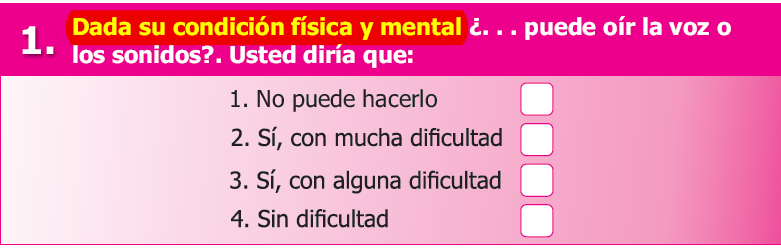 1. Dada su condición física y mental ¿. . . puede oír la voz o
los sonidos?. Usted diría que:
1. No puede hacerlo
2. Sí, con mucha dificultad
3. Sí, con alguna dificultad
4. Sin dificultad